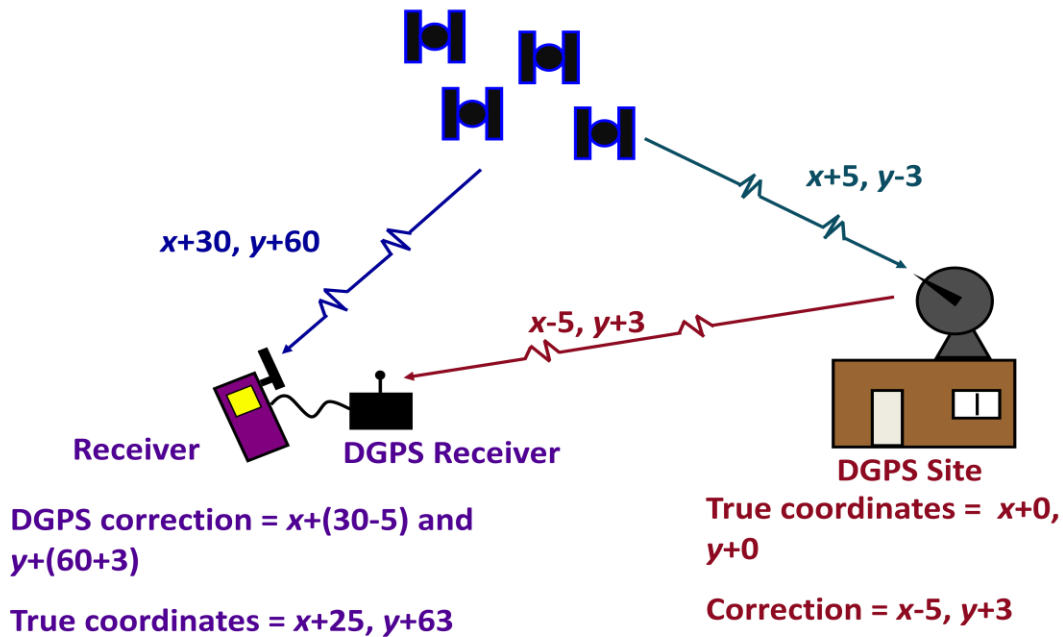 x+5, y-3
x+30, y+60
x-5, y+3
Receiver
DGPS Receiver
DGPS Site
DGPS correction = x+(30-5) and
y+(60+3)
True coordinates = x+25, y+63
True coordinates = x+0,
y+0
Correction = x-5, y+3